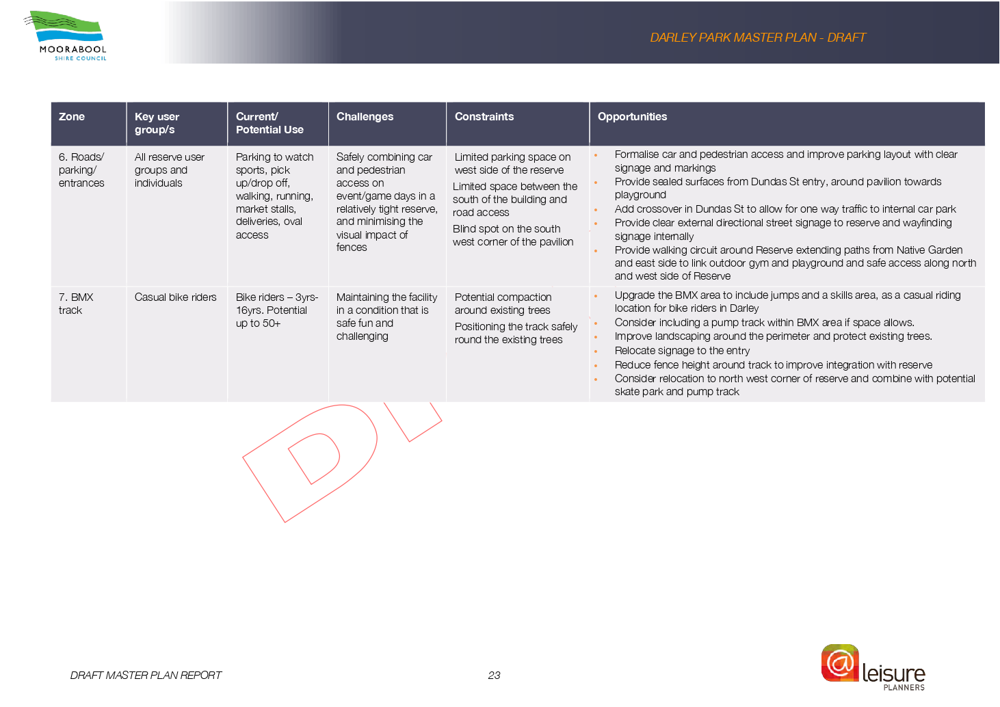 MOORABOOL
SHIRE COUNCIL
DARLEY PARK MASTER PLAN - DRAFT
Zone
Key user
group/s
Current/
Potential Use
Challenges
Constraints
Opportunities
6. Roads/
parking/
entrances
All reserve user
groups and
individuals
Parking to watch
sports, pick
up/drop off,
walking, running,
market stalls,
deliveries, oval
access
Safely combining car
and pedestrian
access on
event/game days in a
relatively tight reserve,
and minimising the
visual impact of
fences
Limited parking space on
west side of the reserve
Limited space between the
south of the building and
road access
Blind spot on the south
west corner of the pavilion
• Formalise car and pedestrian access and improve parking layout with clear
signage and markings
• Provide sealed surfaces from Dundas St entry, around pavilion towards
playground
• Add crossover in Dundas St to allow for one way traffic to internal car park
• Provide clear external directional street signage to reserve and wayfinding
signage internally
• Provide walking circuit around Reserve extending paths from Native Garden
and east side to link outdoor gym and playground and safe access along north
and west side of Reserve
7. BMX
track
Casual bike riders
Bike riders – 3yrs-
16yrs. Potential
up to 50+
Maintaining the facility
in a condition that is
safe fun and
challenging
Potential compaction
around existing trees
Positioning the track safely
round the existing trees
• Upgrade the BMX area to include jumps and a skills area, as a casual riding
location for bike riders in Darley
• Consider including a pump track within BMX area if space allows.
• Improve landscaping around the perimeter and protect existing trees.
• Relocate signage to the entry
• Reduce fence height around track to improve integration with reserve
• Consider relocation to north west corner of reserve and combine with potential
skate park and pump track
D
DRAFT MASTER PLAN REPORT
23
@leisure
PLANNERS